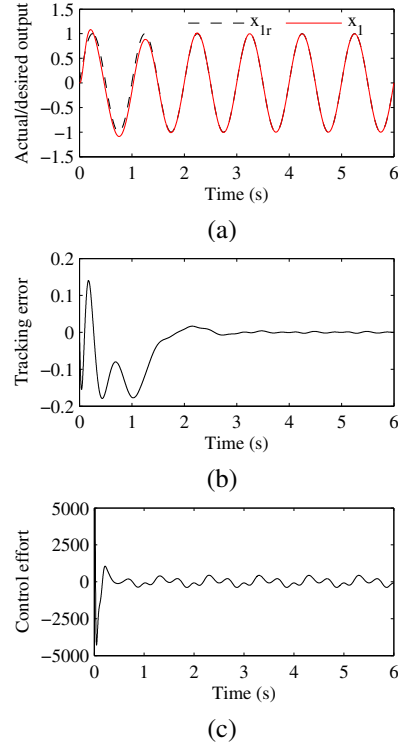 x1r x1
1.5
1
0.5
0
−0.5
−1
−1.5
Actual/desired output
0 1 2 3 4 5 6
Time (s)
(a)
0.2
0.1
0
−0.1
−0.2
Tracking error
0 1 2 3 4 5 6
Time (s)
(b)
5000
2500
0
−2500
−5000
Control effort
0 1 2 3 4 5 6
Time (s)
(c)